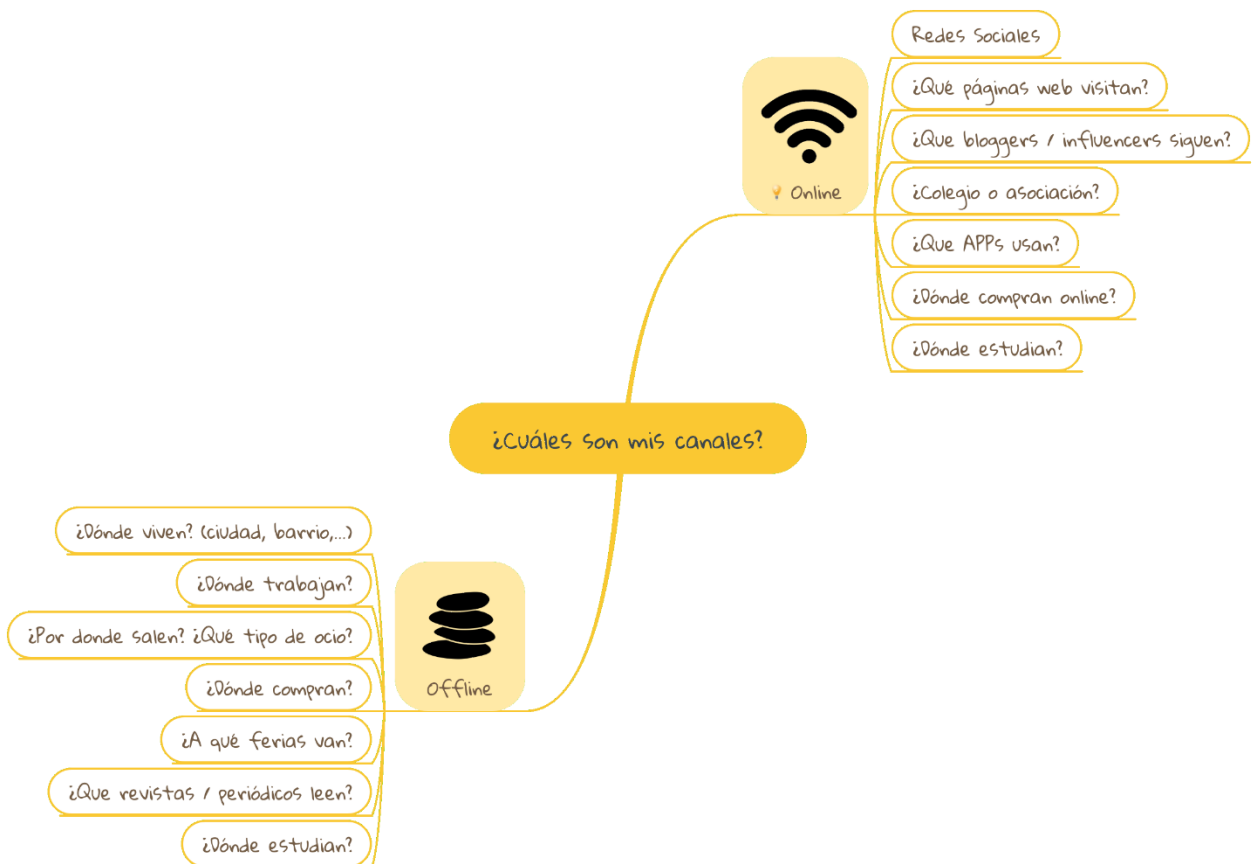 Redes Sociales
¿Qué páginas web visitan?
¿Que bloggers / influencers siguen?
Online
¿Colegio o asociación?
¿Que APPs usan?
¿Dónde compran online?
¿Dónde estudian?
¿Cuáles son mis canales?
¿Dónde viven? (ciudad, barrio,...)
¿Dónde trabajan?
¿Por donde salen? ¿Qué tipo de ocio?
¿Dónde compran?
Offline
¿A qué ferias van?
¿Que revistas / periódicos leen?
¿Dónde estudian?